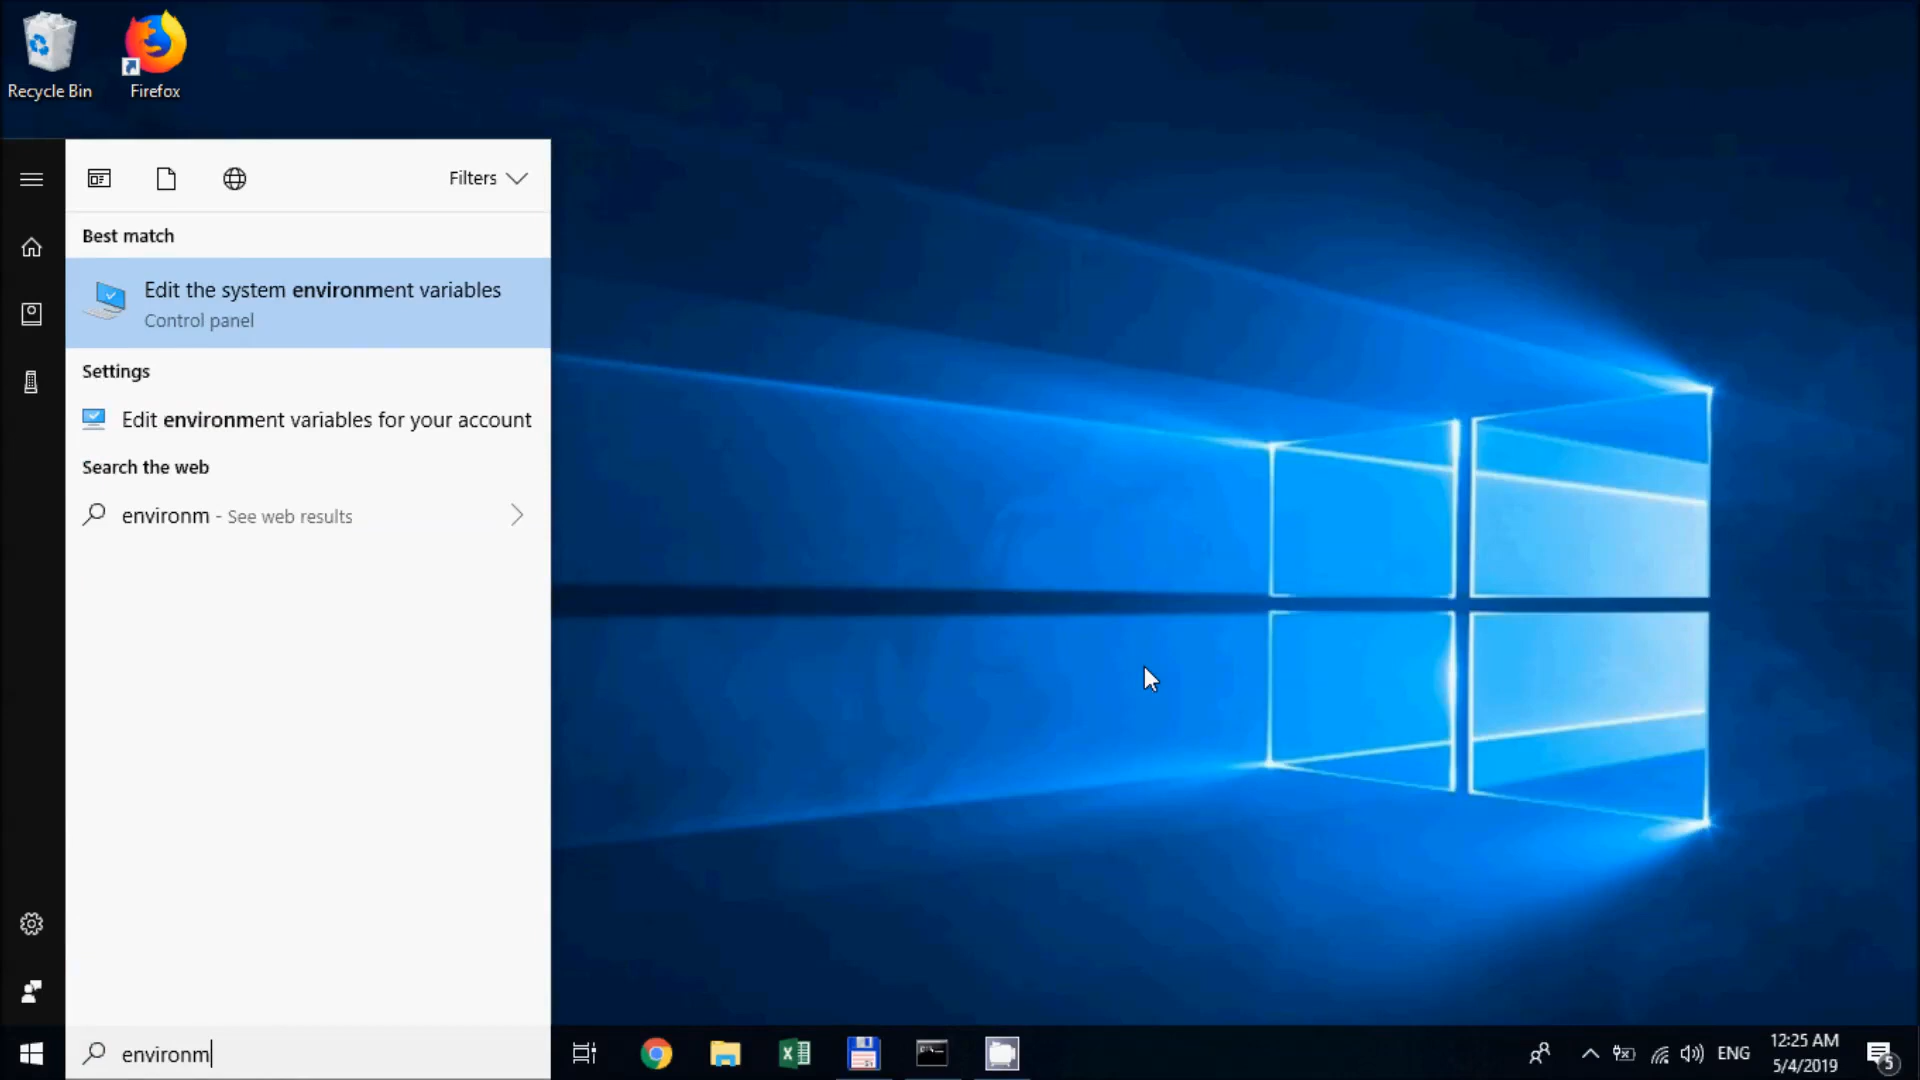 Recycle Bin
Firefox
Filters
Best match
Edit the system environment variables
Control panel
Settings
Edit environment variables for your account
Search the web
environm - See web results
environm
ENG
12:25 AM
5/4/2019
5